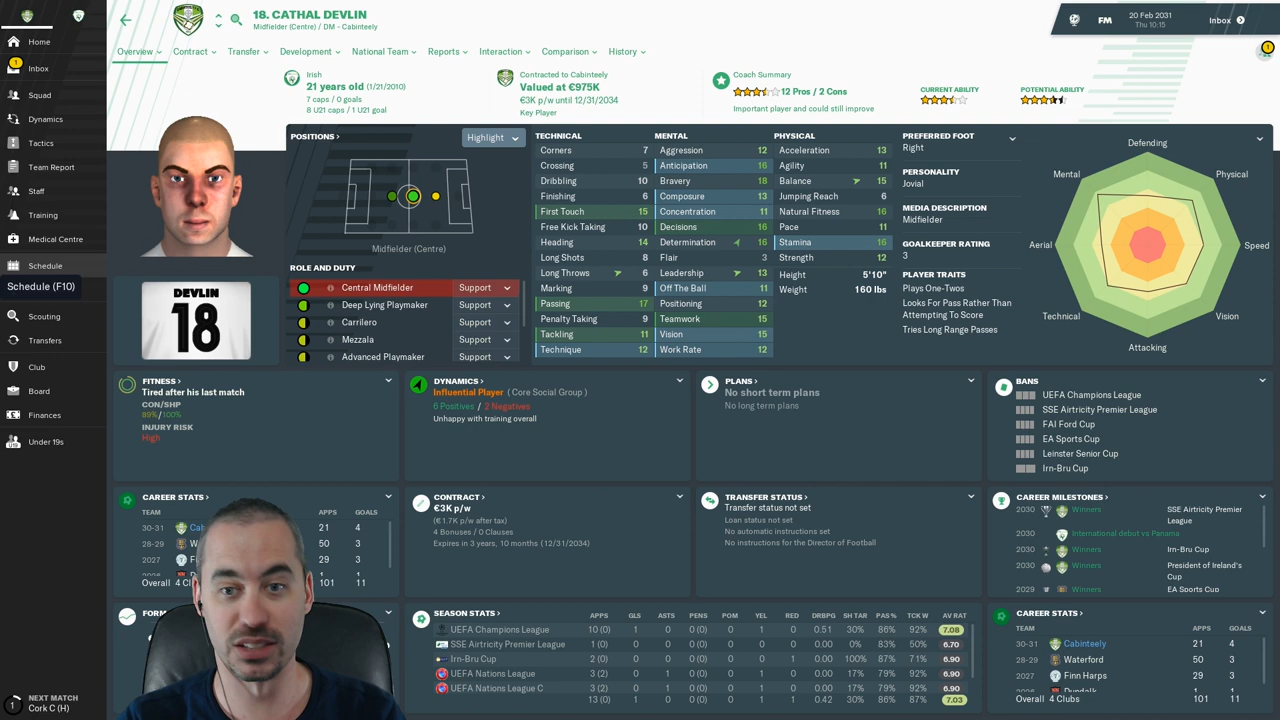 18. CATHAL DEVLIN
Midfielder (Centre) / DM - Cabinteely
20 Feb 2031
Thu 10:15
FM
Inbox
1
Overview
Contract
Transfer
Development
National Team
Reports
Interaction
Comparison
History
Home
Inbox
Squad
Dynamics
Tactics
Team Report
Staff
Training
Medical Centre
Schedule
Schedule (F10)
Scouting
Transfers
Club
Board
Finances
Under 19s
1
NEXT MATCH
Cork C (H)
Irish
21 years old (1/21/2010)
7 caps / 0 goals
8 U21 caps / 1 U21 goal
Contracted to Cabinteely
Valued at €975K
€3K p/w until 12/31/2034
Key Player
Coach Summary
12 Pros / 2 Cons
Important player and could still improve
CURRENT ABILITY
POTENTIAL ABILITY
DEVLIN
18
POSITIONS
Highlight
Midfielder (Centre)
ROLE AND DUTY
Central Midfielder Support
Deep Lying Playmaker Support
Carrilero Support
Mezzala Support
Advanced Playmaker Support
TECHNICAL
Corners 7
Crossing 5
Dribbling 10
Finishing 6
First Touch 15
Free Kick Taking 10
Heading 14
Long Shots 8
Long Throws 6
Marking 9
Passing 17
Penalty Taking 9
Tackling 11
Technique 12
MENTAL
Aggression 12
Anticipation 16
Bravery 18
Composure 13
Concentration 11
Decisions 16
Determination 16
Flair 3
Leadership 13
Off The Ball 11
Positioning 12
Teamwork 15
Vision 15
Work Rate 12
PHYSICAL
Acceleration 13
Agility 11
Balance 15
Jumping Reach 6
Natural Fitness 16
Pace 11
Stamina 16
Strength 12
Height 5'10"
Weight 160 lbs
PREFERRED FOOT
Right
PERSONALITY
Jovial
MEDIA DESCRIPTION
Midfielder
GOALKEEPER RATING
3
PLAYER TRAITS
Plays One-Twos
Looks For Pass Rather Than
Attempting To Score
Tries Long Range Passes
Defending
Physical
Speed
Vision
Attacking
Technical
Aerial
Mental
FITNESS
Tired after his last match
CON/SHP
89%/100%
INJURY RISK
High
DYNAMICS
Influential Player ( Core Social Group )
6 Positives / 2 Negatives
Unhappy with training overall
PLANS
No short term plans
No long term plans
BANS
UEFA Champions League
SSE Airtricity Premier League
FAI Ford Cup
EA Sports Cup
Leinster Senior Cup
Irn-Bru Cup
CAREER STATS
TEAM APPS GOALS
30-31 21 4
28-29 50 3
2027 29 3
Overall 101 11
CONTRACT
€3K p/w
(€1.7K p/w after tax)
4 Bonuses / 0 Clauses
Expires in 3 years, 10 months (12/31/2034)
TRANSFER STATUS
Transfer status not set
Loan status not set
No automatic instructions set
No instructions for the Director of Football
CAREER MILESTONES
2030 Winners SSE Airtricity Premier
League
2030 International debut vs Panama
2030 Winners Irn-Bru Cup
2030 Winners President of Ireland's
Cup
2029 Winners EA Sports Cup
SEASON STATS
APPS GLS ASTS PENS POM YEL RED DRBPG SH TAR PAS% TCK W AV RAT
UEFA Champions League 10 (0) 1 0 0 (0) 0 1 0 0.51 30% 86% 92% 7.08
SSE Airtricity Premier League 1 (0) 0 0 0 (0) 0 0 0 0.00 0% 83% 50% 6.70
Irn-Bru Cup 2 (0) 0 0 0 (0) 0 0 1 0.00 100% 87% 71% 6.90
UEFA Nations League 3 (2) 0 0 0 (0) 0 1 0 0.00 17% 79% 92% 6.90
UEFA Nations League C 3 (2) 0 0 0 (0) 0 1 0 0.00 17% 79% 92% 6.90
13 (0) 1 0 0 (0) 0 1 1 0.42 30% 86% 87% 7.03
CAREER STATS
TEAM APPS GOALS
30-31 Cabinteely 21 4
28-29 Waterford 50 3
2027 Finn Harps 29 3
Overall 4 Clubs 101 11